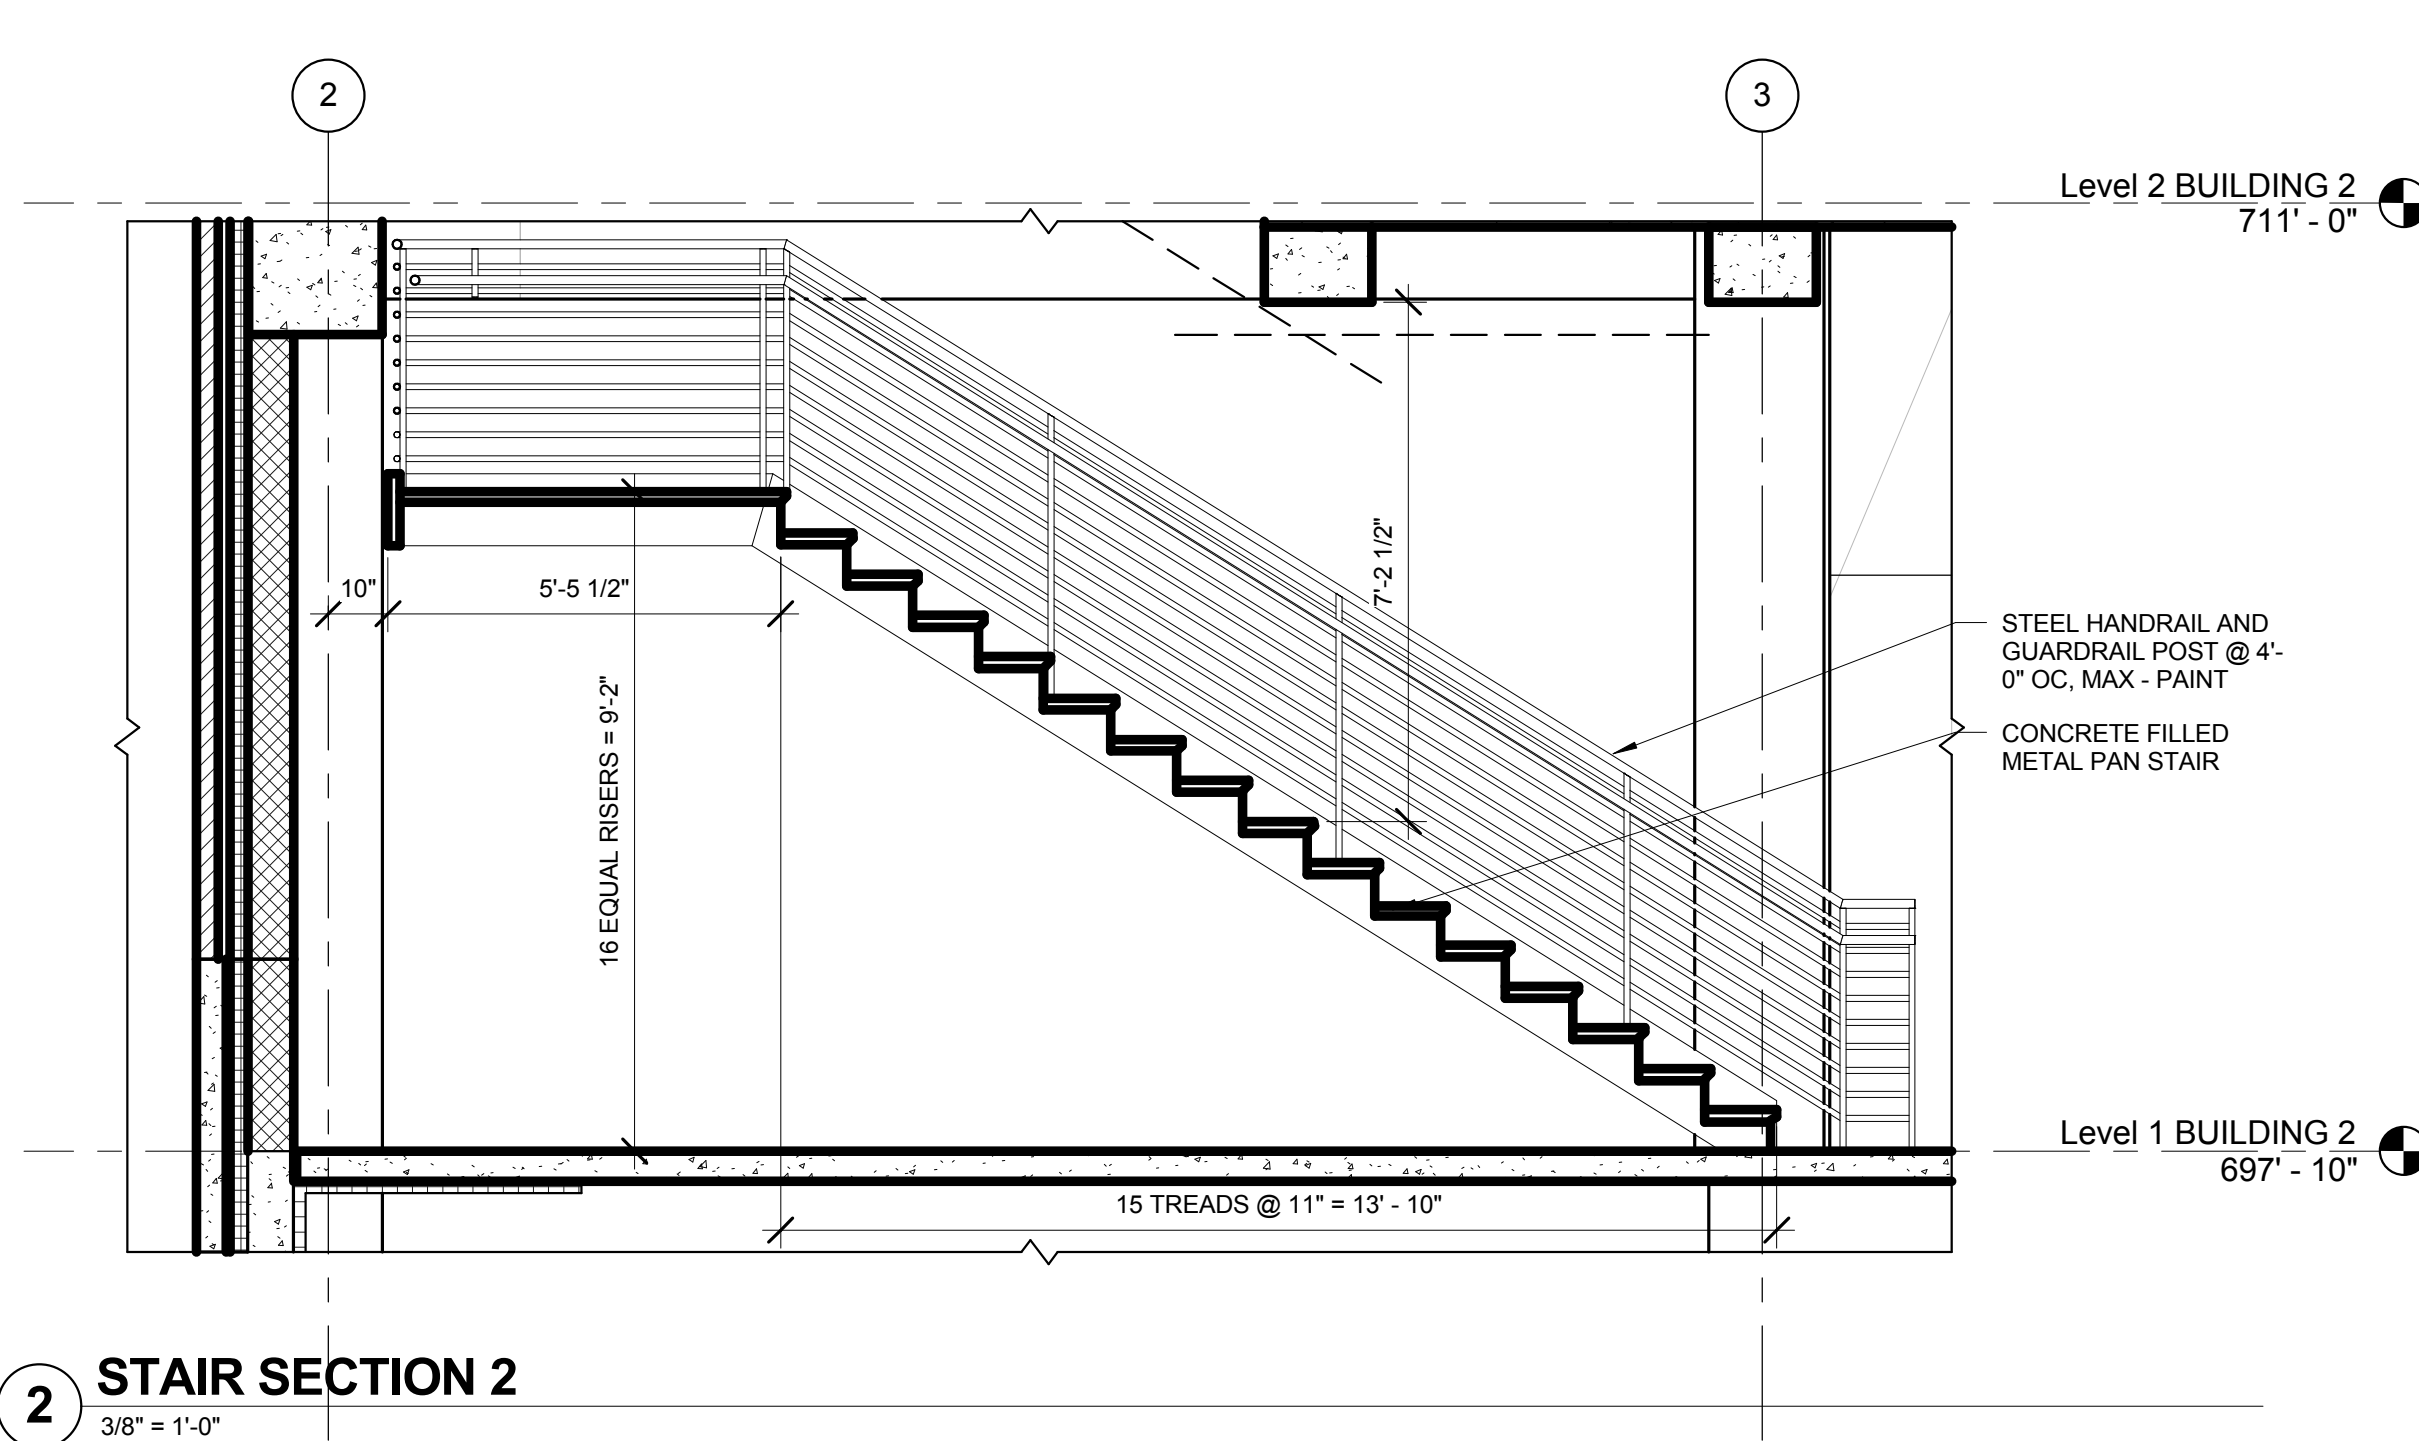 2
3
Level 2 BUILDING 2
711' - 0"
10"
5'-5 1/2"
7'-2 1/2"
16 EQUAL RISERS = 9'-2"
STEEL HANDRAIL AND
GUARDRAIL POST @ 4'-
0" OC, MAX - PAINT
CONCRETE FILLED
METAL PAN STAIR
Level 1 BUILDING 2
697' - 10"
15 TREADS @ 11" = 13' - 10"
2
STAIR SECTION 2
3/8" = 1'-0"